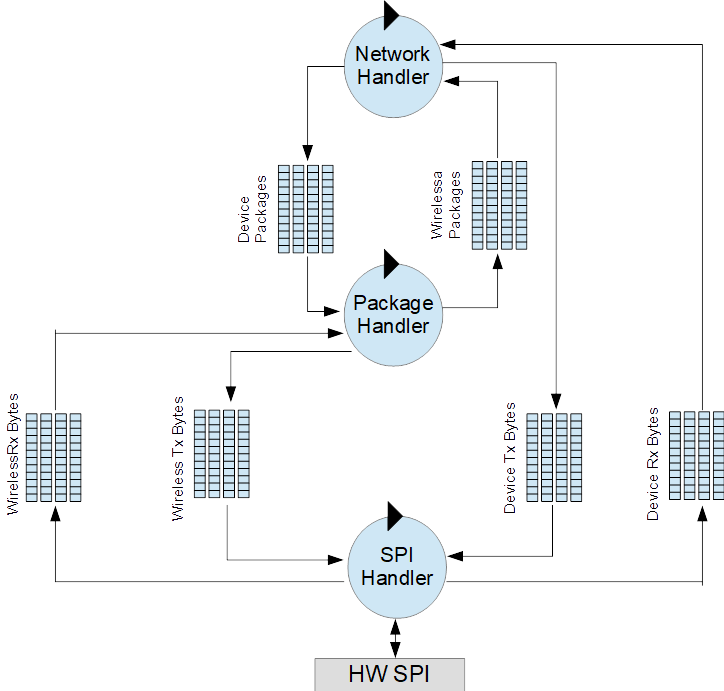 Network
Handler
Device
Packages
Wirelessa
Packages
Package
Handler
WirelessRx Bytes
Wireless Tx Bytes
Device Tx Bytes
Device Rx Bytes
SPI
Handler
HW SPI